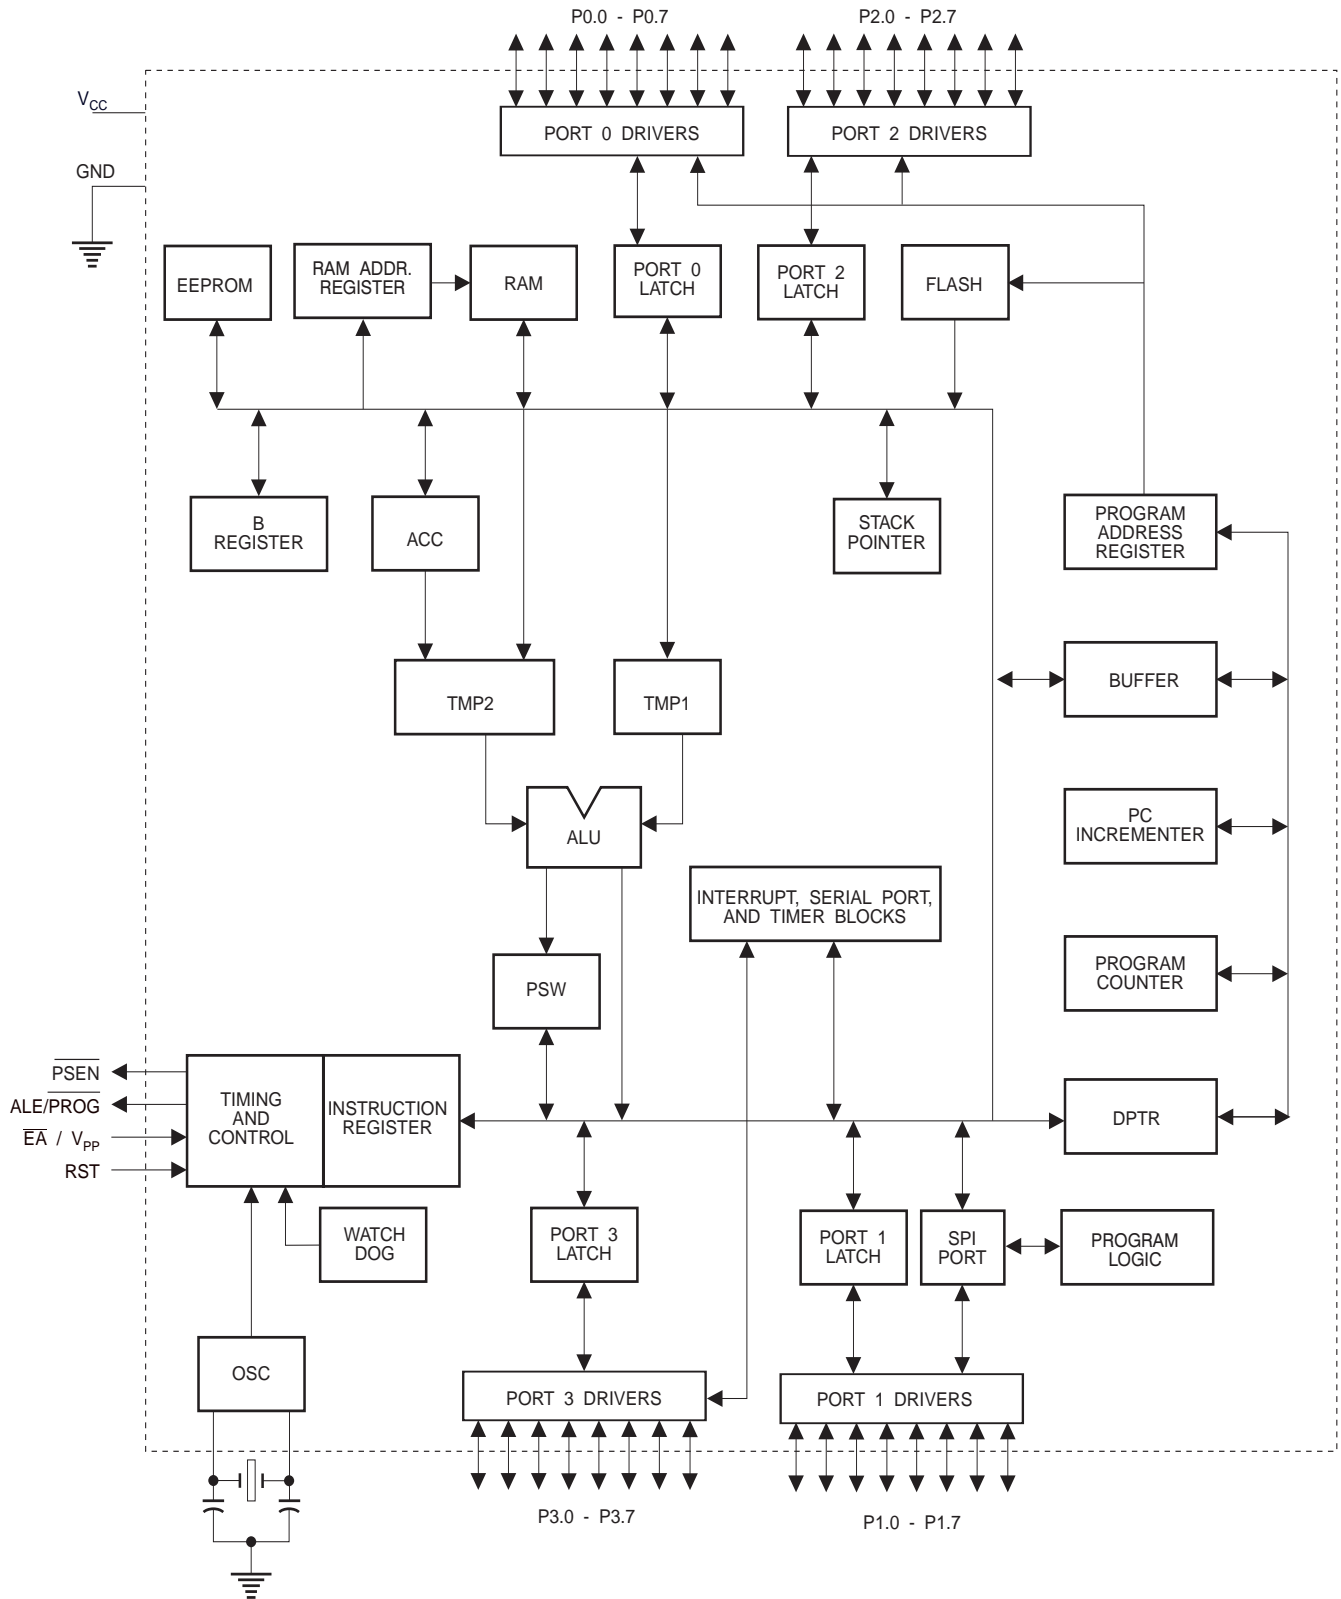 P0.0 - P0.7
P2.0 - P2.7
VCC
PORT 0 DRIVERS
PORT 2 DRIVERS
GND
EEPROM
RAM ADDR.
REGISTER
RAM
PORT 0
LATCH
PORT 2
LATCH
FLASH
B
REGISTER
ACC
STACK
POINTER
PROGRAM
ADDRESS
REGISTER
TMP2
TMP1
BUFFER
ALU
PC
INCREMENTER
INTERRUPT, SERIAL PORT,
AND TIMER BLOCKS
PSW
PROGRAM
COUNTER
PSEN
ALE/PROG
EA / VPP
RST
TIMING
AND
CONTROL
INSTRUCTION
REGISTER
DPTR
WATCH
DOG
PORT 3
LATCH
PORT 1
LATCH
SPI
PORT
PROGRAM
LOGIC
OSC
PORT 3 DRIVERS
PORT 1 DRIVERS
P3.0 - P3.7
P1.0 - P1.7